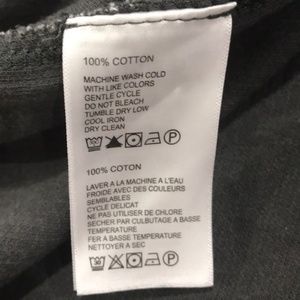 100% COTTON
MACHINE WASH COLD
WITH LIKE COLORS
GENTLE CYCLE
DO NOT BLEACH
TUMBLE DRY LOW
COOL IRON
DRY CLEAN
100% COTON
LAVER A LA MACHINE A L'EAU
FROIDE AVEC DES COULEURS
SEMBLABLES
CYCLE DELICAT
NE PAS UTILISER DE CHLORE
SECHER PAR CULBUTAGE A BASSE
TEMPERATURE
FER A BASSE TEMPERATURE
NETTOYER A SEC